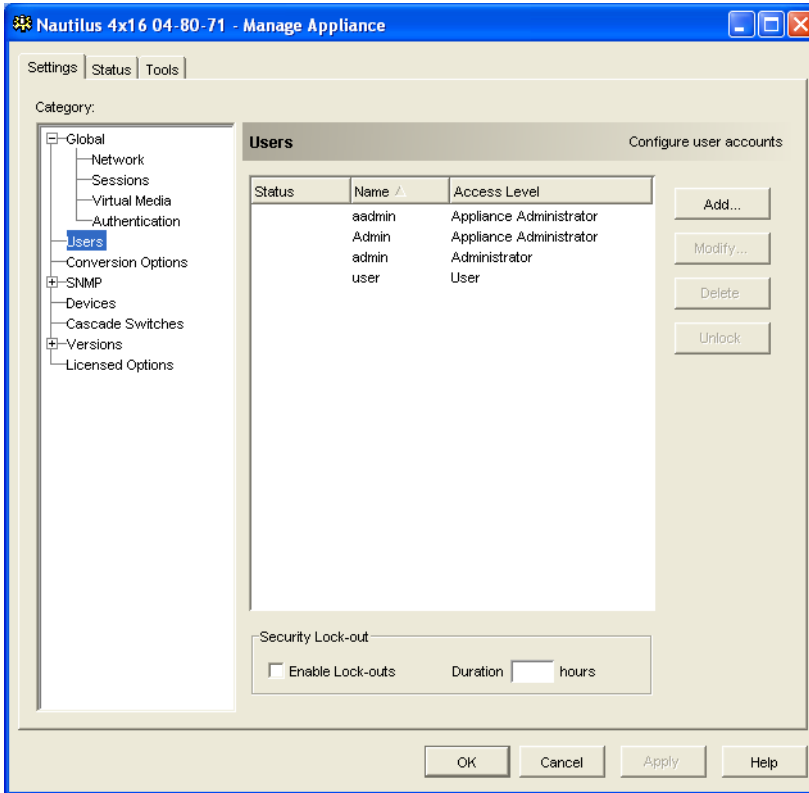 Nautilus 4x16 04-80-71 - Manage Appliance
Settings Status Tools
Category:
Global
Network
Sessions
Virtual Media
Authentication
Users
Conversion Options
SNMP
Devices
Cascade Switches
Versions
Licensed Options
Users Configure user accounts
Status Name Access Level
aadmin Appliance Administrator
Admin Appliance Administrator
admin Administrator
user User
Add...
Modify...
Delete
Unlock
Security Lock-out
Enable Lock-outs Duration hours
OK Cancel Apply Help